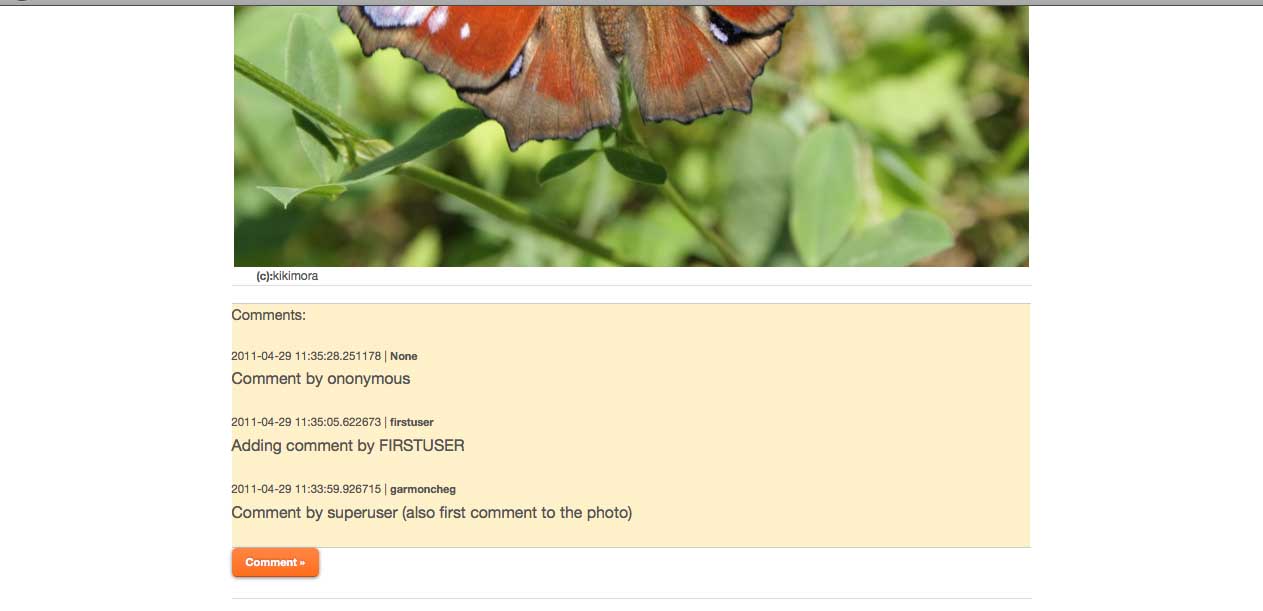 (c):kikimora
Comments:
2011-04-29 11:35:28.251178 | None
Comment by ononymous
2011-04-29 11:35:05.622673 | firstuser
Adding comment by FIRSTUSER
2011-04-29 11:33:59.926715 | garmoncheg
Comment by superuser (also first comment to the photo)
Comment »